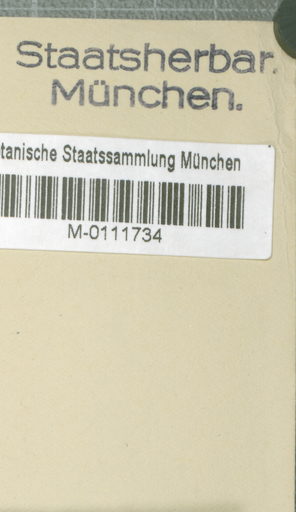 Staatsherbar
München.
tanische Staatssammlung München
M-0111734